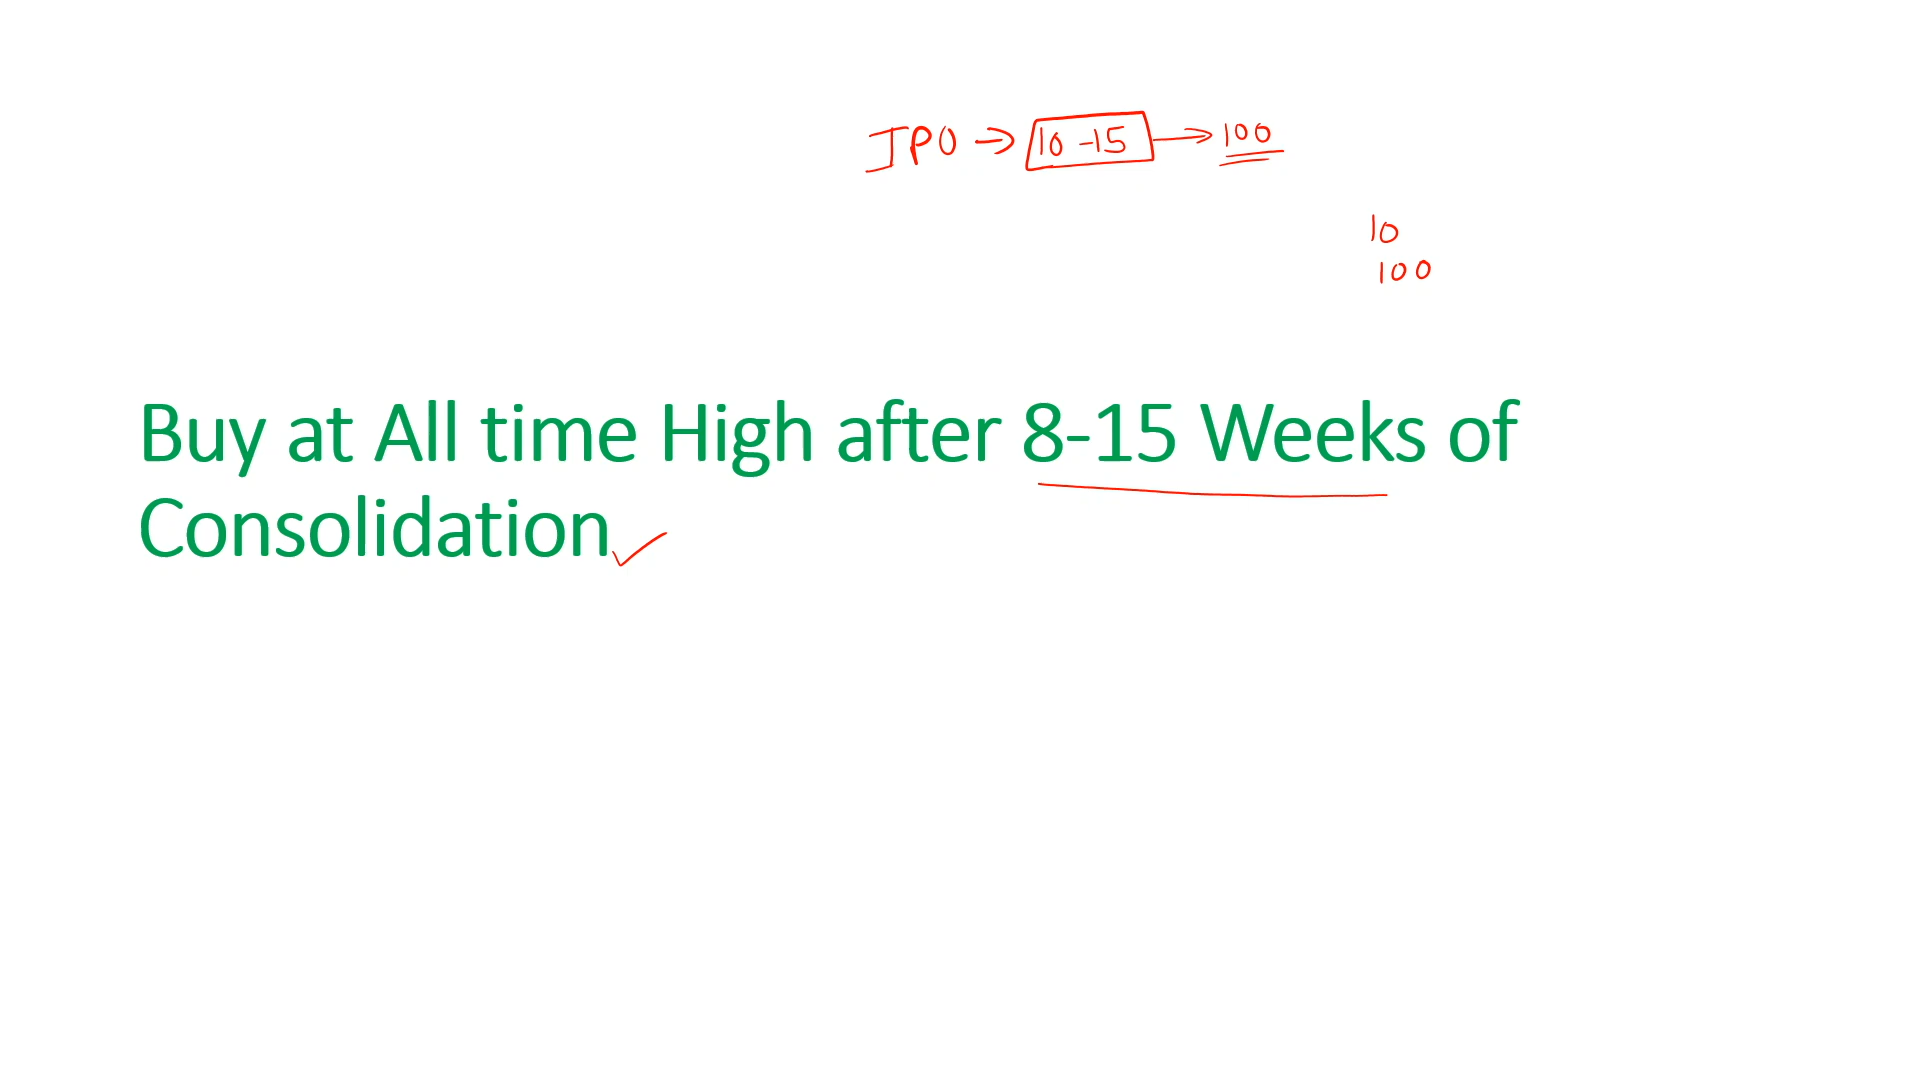 IPO → 10 -15 → 100
10
100
Buy at All time High after 8-15 Weeks of
Consolidation